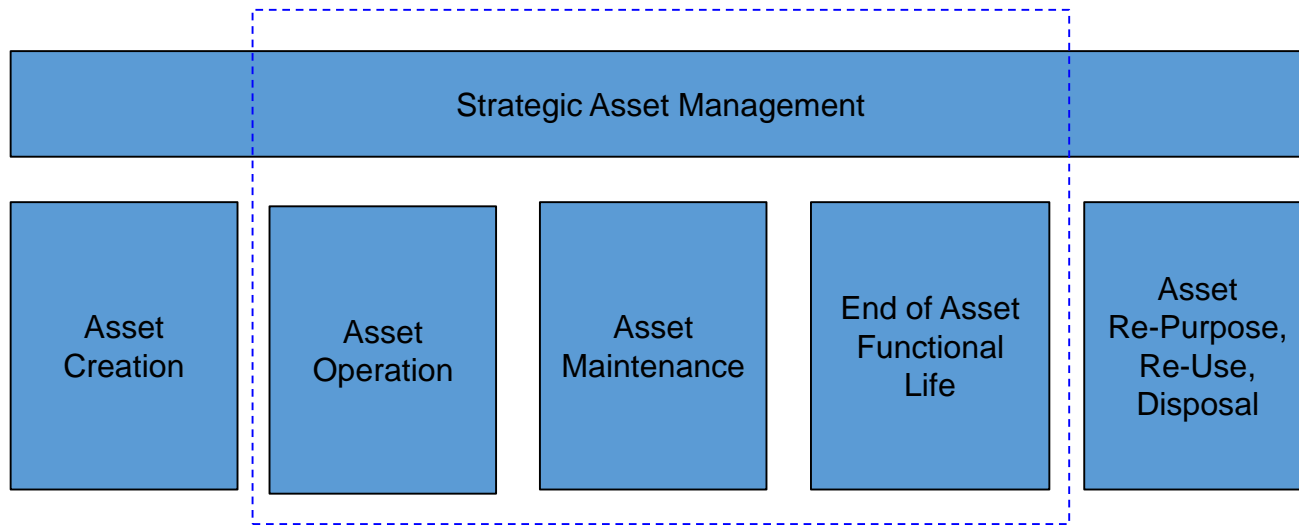 Strategic Asset Management
Asset
Creation
Asset
Operation
Asset
Maintenance
End of Asset
Functional
Life
Asset
Re-Purpose,
Re-Use,
Disposal